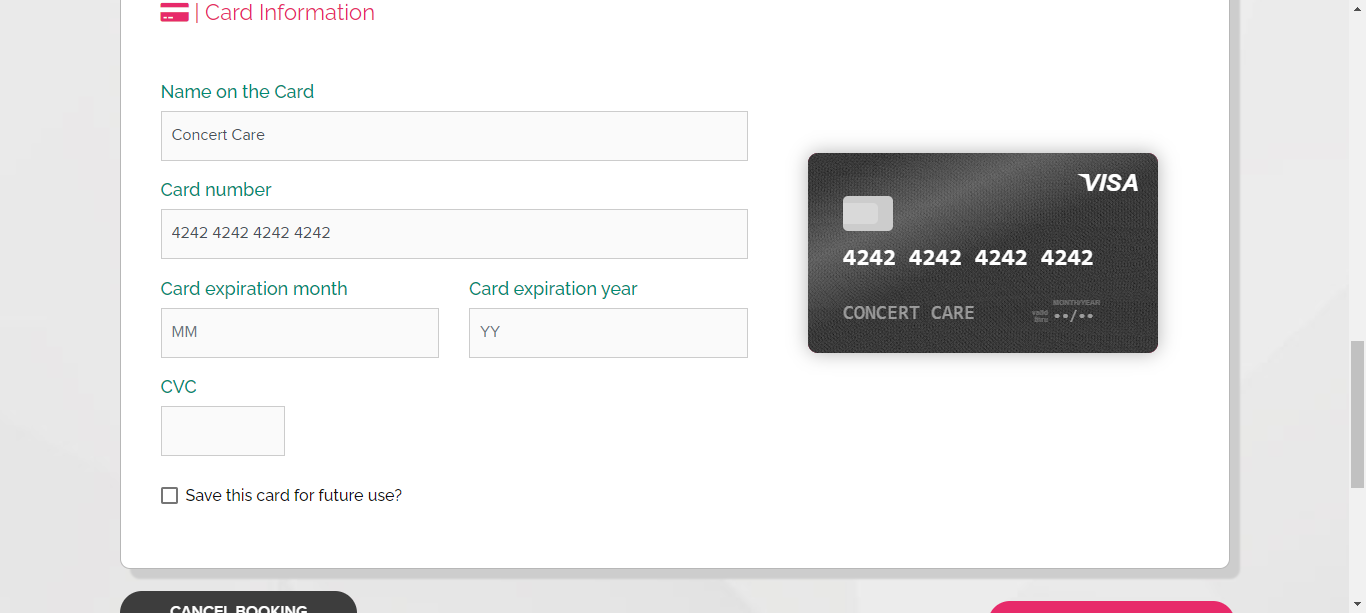 | Card Information
Name on the Card
Concert Care
Card number
4242 4242 4242 4242
Card expiration month
Card expiration year
MM
YY
CVC
Save this card for future use?
VISA
4242 4242 4242 4242
CONCERT CARE
MONTH/YEAR
valid
thru
••/••
CANCEL BOOKING